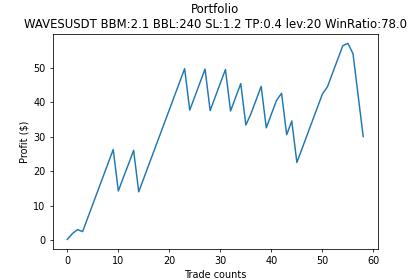 Portfolio
WAVESUSDT BBM:2.1 BBL:240 SL:1.2 TP:0.4 lev:20 WinRatio:78.0
Profit ($)
50
40
30
20
10
0
0 10 20 30 40 50 60
Trade counts